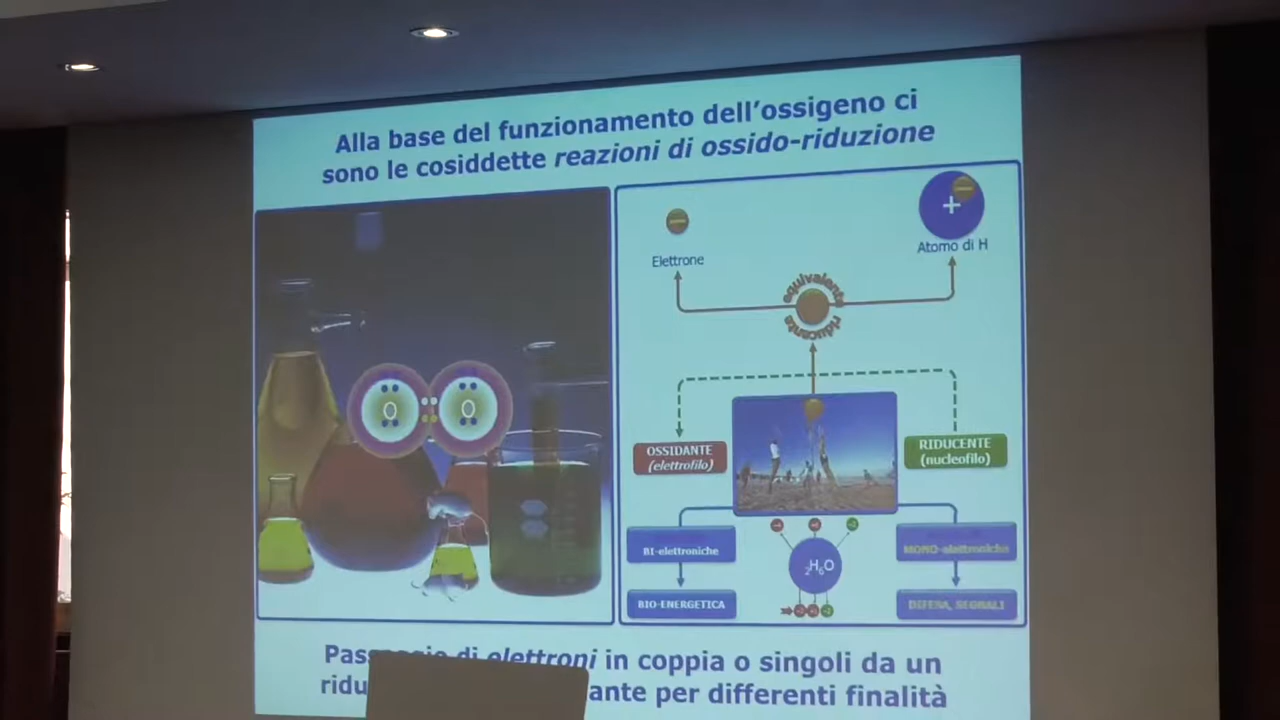 Alla base del funzionamento dell'ossigeno ci
sono le cosiddette reazioni di ossido-riduzione
+
Elettrone
Atomo di H
equivalente
riducente
O O
OSSIDANTE
(elettrofilo)
RIDUCENTE
(nucleofilo)
BI-elettroniche
MONO-elettroniche
BIO-ENERGETICA
DIFESA, SEGNALI
di elettroni in coppia o singoli da un
per differenti finalità